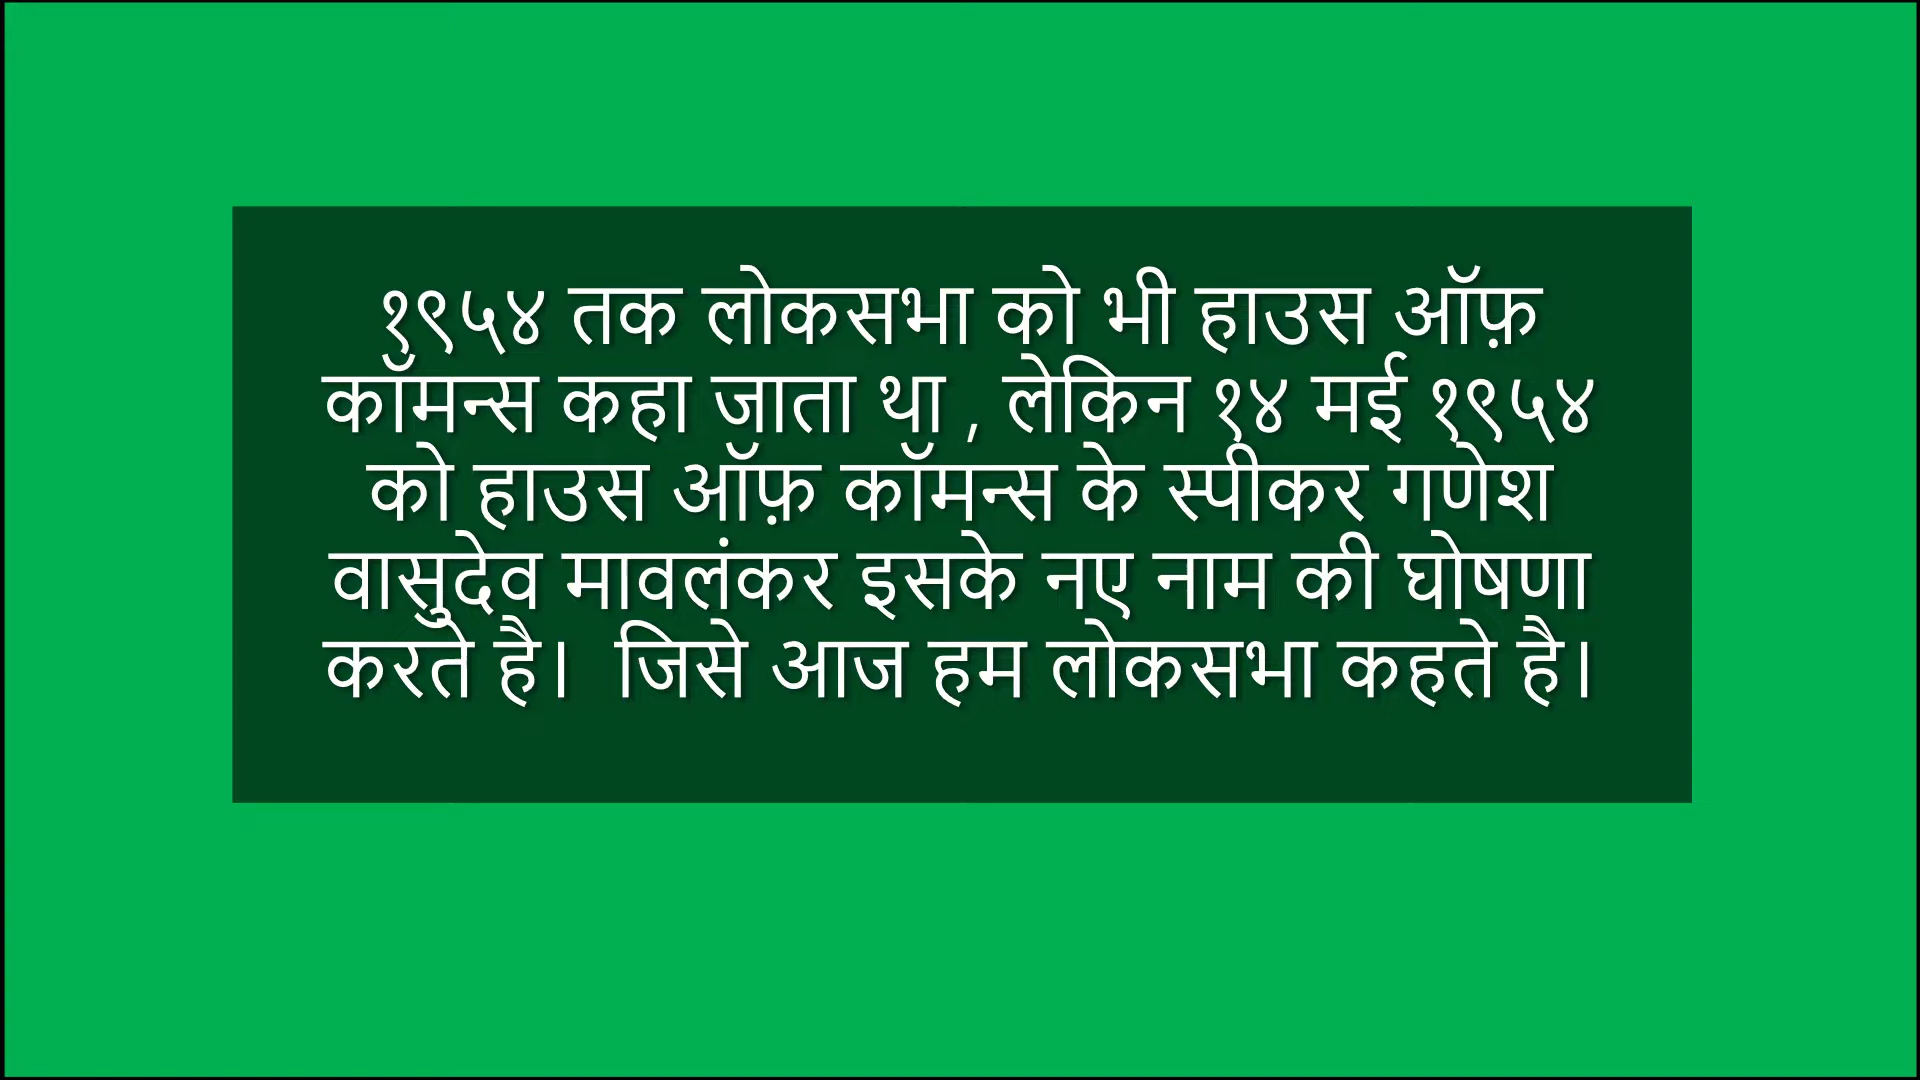 १९५४ तक लोकसभा को भी हाउस ऑफ़
कॉमन्स कहा जाता था , लेकिन १४ मई १९५४
को हाउस ऑफ़ कॉमन्स के स्पीकर गणेश
वासुदेव मावलंकर इसके नए नाम की घोषणा
करते है।  जिसे आज हम लोकसभा कहते है।